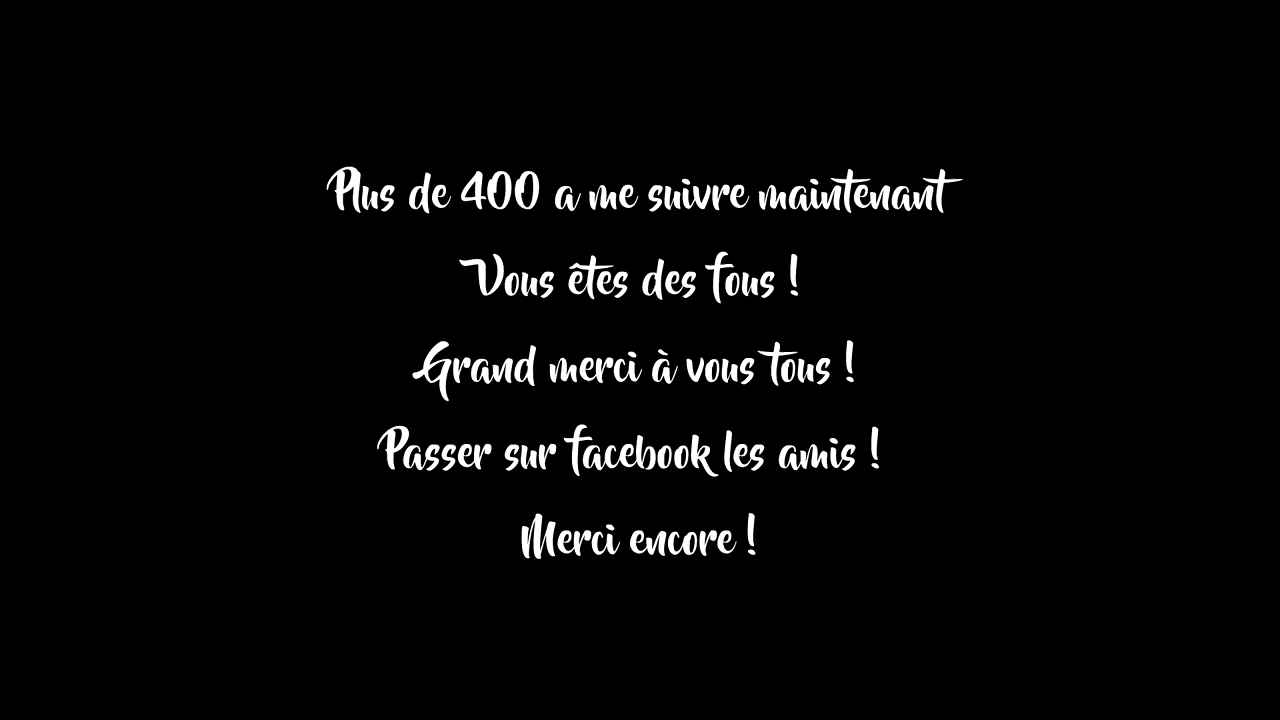 Plus de 400 a me suivre maintenant
Vous êtes des fous !
Grand merci à vous tous !
Passer sur facebook les amis !
Merci encore !